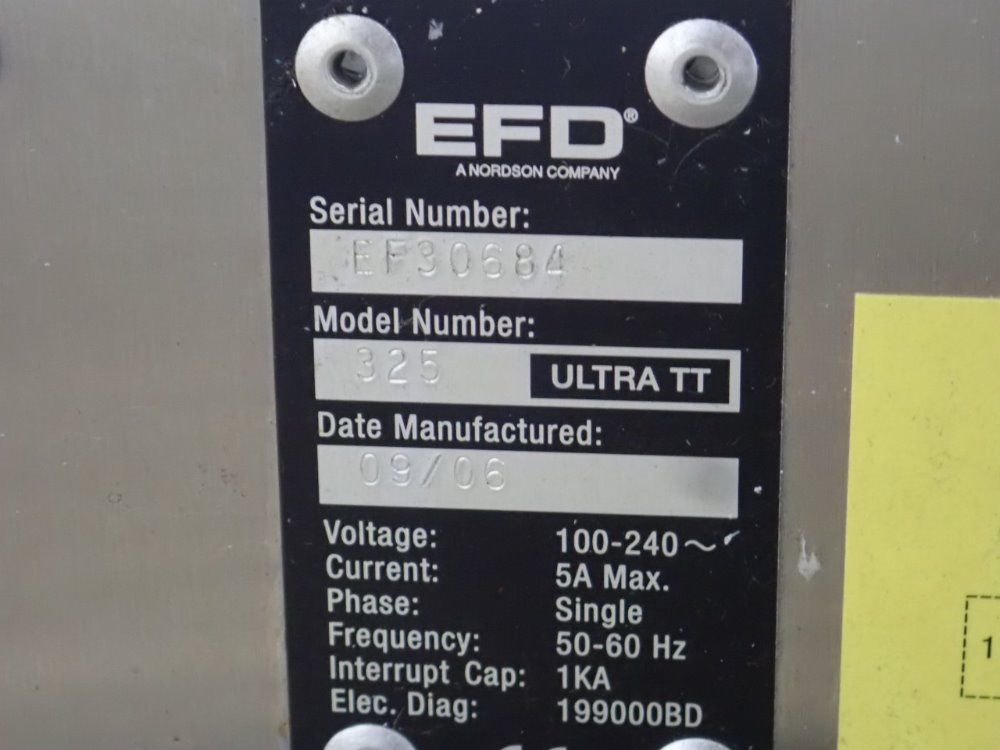 EFD®
A NORDSON COMPANY
Serial Number:
EF30684
Model Number:
325 ULTRA TT
Date Manufactured:
09/06
Voltage: 100-240~
Current: 5A Max.
Phase: Single
Frequency: 50-60 Hz
Interrupt Cap: 1KA
Elec. Diag: 199000BD
1